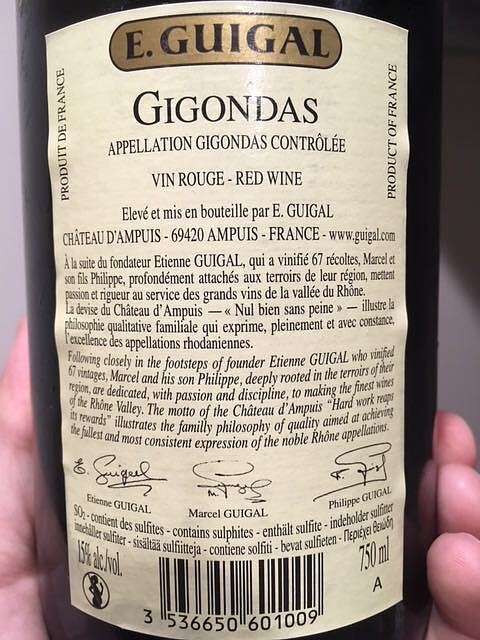 E. GUIGAL
GIGONDAS
APPELLATION GIGONDAS CONTRÔLÉE
VIN ROUGE - RED WINE
PRODUIT DE FRANCE
PRODUCT OF FRANCE
Elevé et mis en bouteille par E. GUIGAL
CHÂTEAU D'AMPUIS - 69420 AMPUIS - FRANCE - www.guigal.com
À la suite du fondateur Etienne GUIGAL, qui a vinifié 67 récoltes, Marcel et
son fils Philippe, profondément attachés aux terroirs de leur région, mettent
passion et rigueur au service des grands vins de la vallée du Rhône.
La devise du Château d'Ampuis — « Nul bien sans peine » — illustre la
philosophie qualitative familiale qui exprime, pleinement et avec constance,
l'excellence des appellations rhodaniennes.
Following closely in the footsteps of founder Etienne GUIGAL who vinified
67 vintages, Marcel and his son Philippe, deeply rooted in the terroirs of their
region, are dedicated, with passion and discipline, to making the finest wines
of the Rhône Valley. The motto of the Château d'Ampuis "Hard work reaps
its rewards" illustrates the familly philosophy of quality aimed at achieving
the fullest and most consistent expression of the noble Rhône appellations.
E. Guigal
Etienne GUIGAL
Marcel GUIGAL
Philippe GUIGAL
SO₂ - contient des sulfites - contains sulphites - enthält sulfite - indeholder sulfitter
innehåller sulfiter - sisältää sulfiitteja - contiene solfiti - bevat sulfieten - Περιέχει Θειώδη
15% alc./vol.
750 ml
A
3 536650 601009